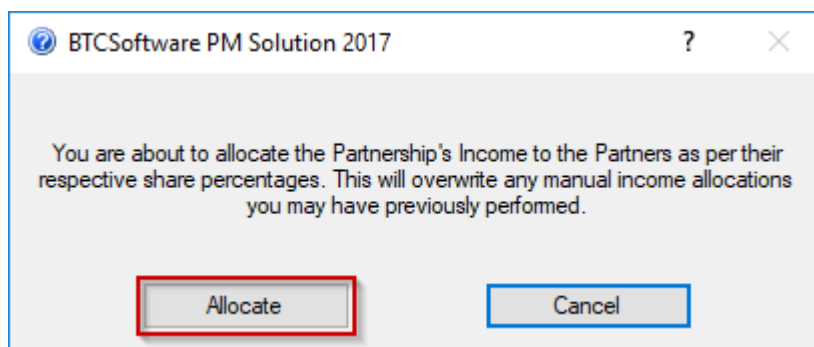 BTCSoftware PM Solution 2017
?
You are about to allocate the Partnership's Income to the Partners as per their
respective share percentages. This will overwrite any manual income allocations
you may have previously performed.
Allocate
Cancel